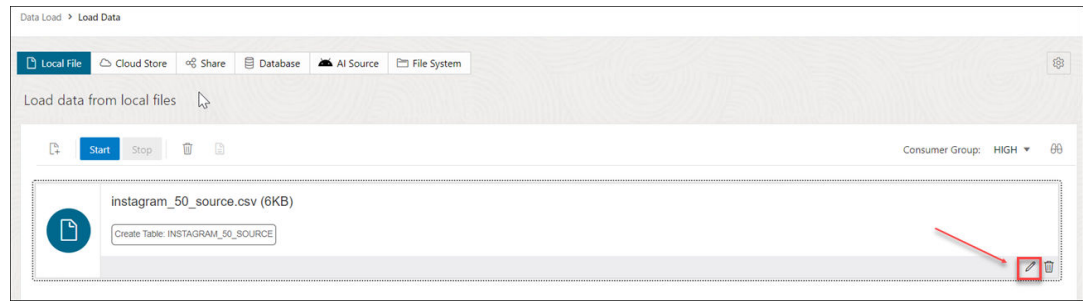 Data Load > Load Data
Local File Cloud Store Share Database AI Source File System
Load data from local files
Start Stop Consumer Group: HIGH
instagram_50_source.csv (6KB)
Create Table: INSTAGRAM_50_SOURCE